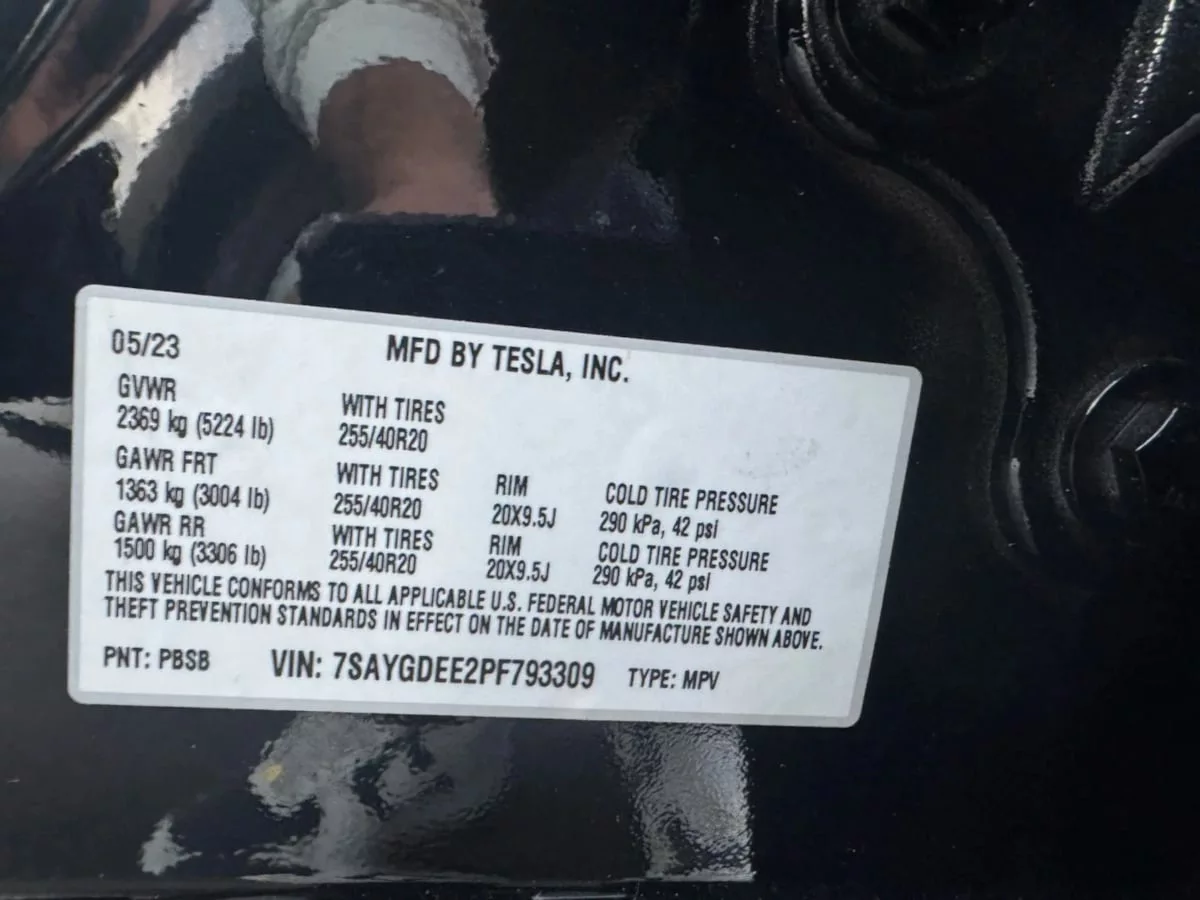 05/23 MFD BY TESLA, INC.
GVWR WITH TIRES
2369 kg (5224 lb) 255/40R20
GAWR FRT WITH TIRES RIM COLD TIRE PRESSURE
1363 kg (3004 lb) 255/40R20 20X9.5J 290 kPa, 42 psi
GAWR RR WITH TIRES RIM COLD TIRE PRESSURE
1500 kg (3306 lb) 255/40R20 20X9.5J 290 kPa, 42 psi
THIS VEHICLE CONFORMS TO ALL APPLICABLE U.S. FEDERAL MOTOR VEHICLE SAFETY AND
THEFT PREVENTION STANDARDS IN EFFECT ON THE DATE OF MANUFACTURE SHOWN ABOVE.
PNT: PBSB VIN: 7SAYGDEE2PF793309 TYPE: MPV